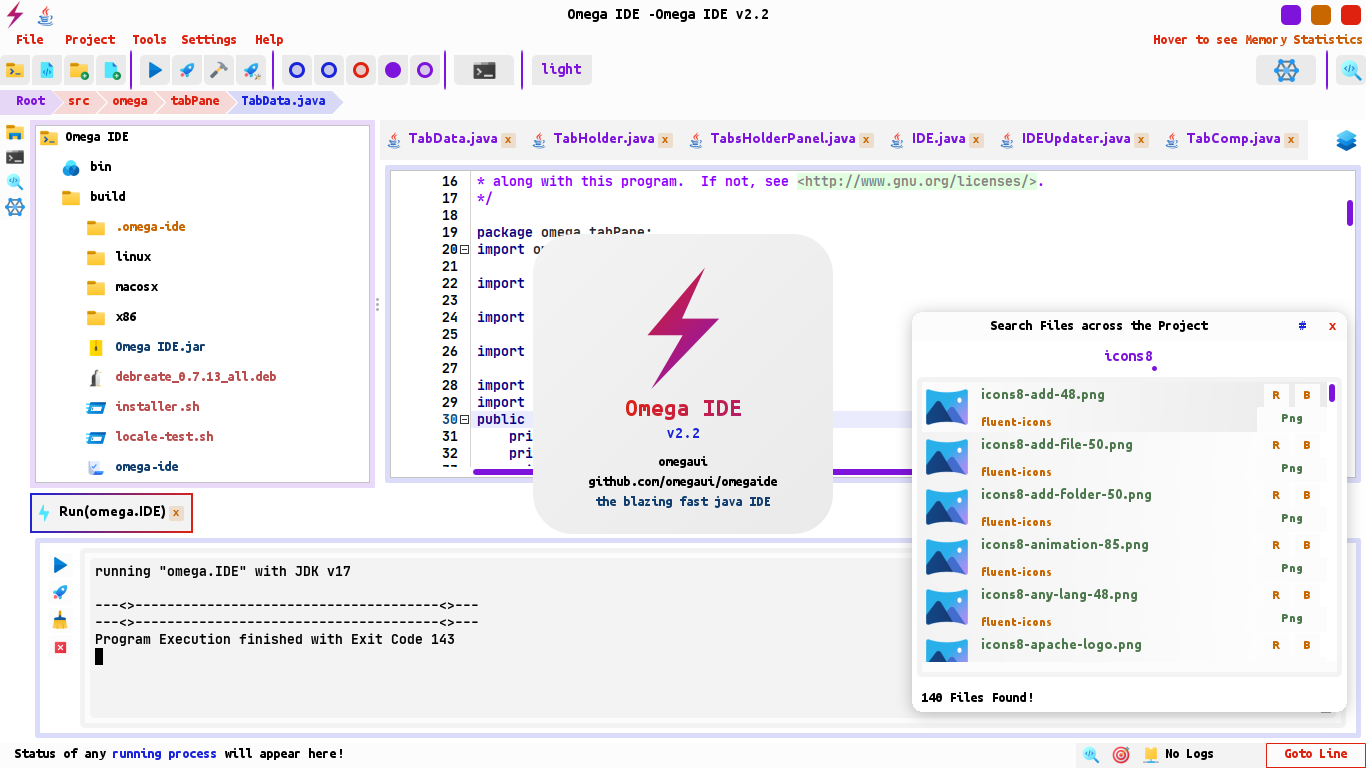 Omega IDE -Omega IDE v2.2
File Project Tools Settings Help
Hover to see Memory Statistics
light
Root src omega tabPane TabData.java
Omega IDE
bin
build
.omega-ide
linux
macosx
x86
Omega IDE.jar
debreate_0.7.13_all.deb
installer.sh
locale-test.sh
omega-ide
TabData.java x TabHolder.java x TabsHolderPanel.java x IDE.java x IDEUpdater.java x TabComp.java x
16 * along with this program.  If not, see <http://www.gnu.org/licenses/>.
17 */
18
19 package omega.tabPane;
20 import
21
22 import
23
24 import
25
26 import
27
28 import
29 import
30 public
31 pri
32 pri
Omega IDE
v2.2
omegaui
github.com/omegaui/omegaide
the blazing fast java IDE
Search Files across the Project # x
icons8
icons8-add-48.png R B
fluent-icons Png
icons8-add-file-50.png R B
fluent-icons Png
icons8-add-folder-50.png R B
fluent-icons Png
icons8-animation-85.png R B
fluent-icons Png
icons8-any-lang-48.png R B
fluent-icons Png
icons8-apache-logo.png R B
140 Files Found!
Run(omega.IDE) x
running "omega.IDE" with JDK v17
---<>--------------------------------------<>---
---<>--------------------------------------<>---
Program Execution finished with Exit Code 143
Status of any running process will appear here!
No Logs
Goto Line